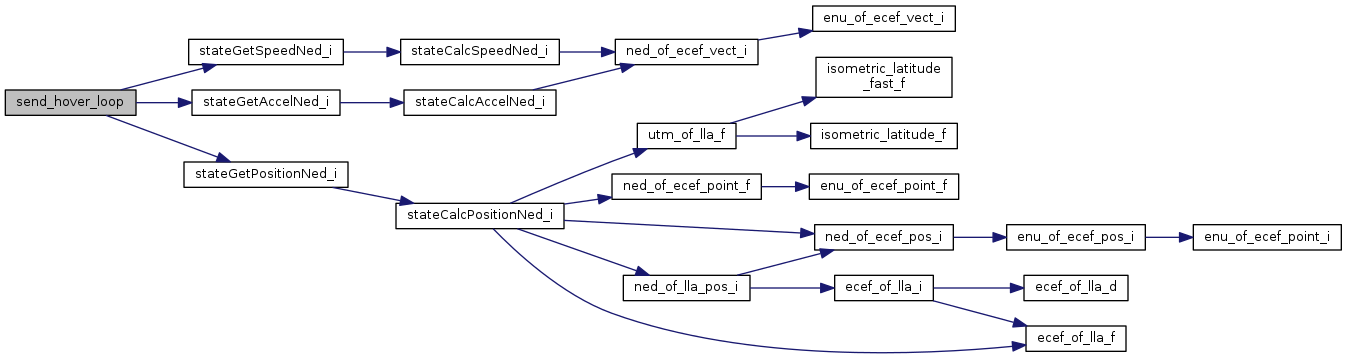 send_hover_loop
stateGetSpeedNed_i
stateCalcSpeedNed_i
ned_of_ecef_vect_i
enu_of_ecef_vect_i
stateGetAccelNed_i
stateCalcAccelNed_i
stateGetPositionNed_i
stateCalcPositionNed_i
utm_of_lla_f
isometric_latitude
_fast_f
isometric_latitude_f
ned_of_ecef_point_f
enu_of_ecef_point_f
ned_of_ecef_pos_i
enu_of_ecef_pos_i
enu_of_ecef_point_i
ned_of_lla_pos_i
ecef_of_lla_i
ecef_of_lla_d
ecef_of_lla_f